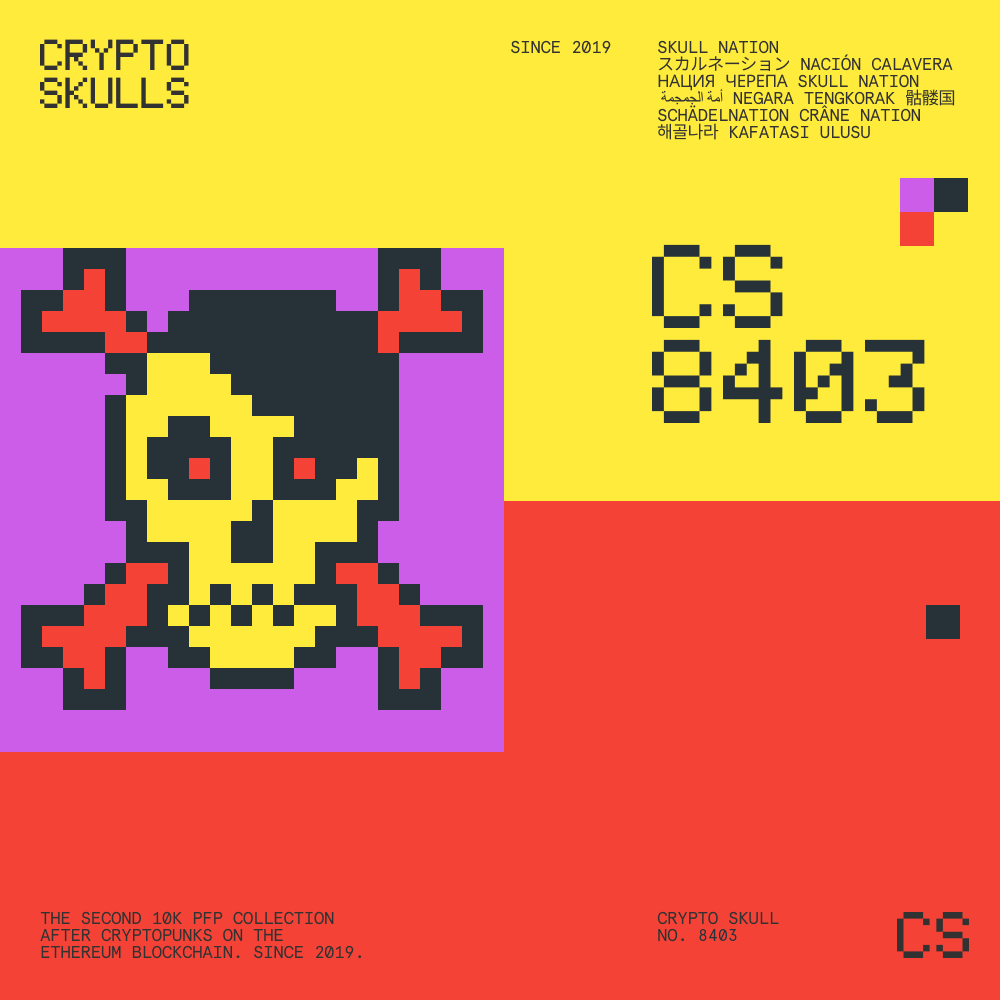 CRYPTO
SKULLS
SINCE 2019
SKULL NATION
スカルネーション NACIÓN CALAVERA
НАЦИЯ ЧЕРЕПА SKULL NATION
أمة الجمجمة NEGARA TENGKORAK 骷髅国
SCHÄDELNATION CRÂNE NATION
해골나라 KAFATASI ULUSU
CS
8403
THE SECOND 10K PFP COLLECTION
AFTER CRYPTOPUNKS ON THE
ETHEREUM BLOCKCHAIN. SINCE 2019.
CRYPTO SKULL
NO. 8403
CS